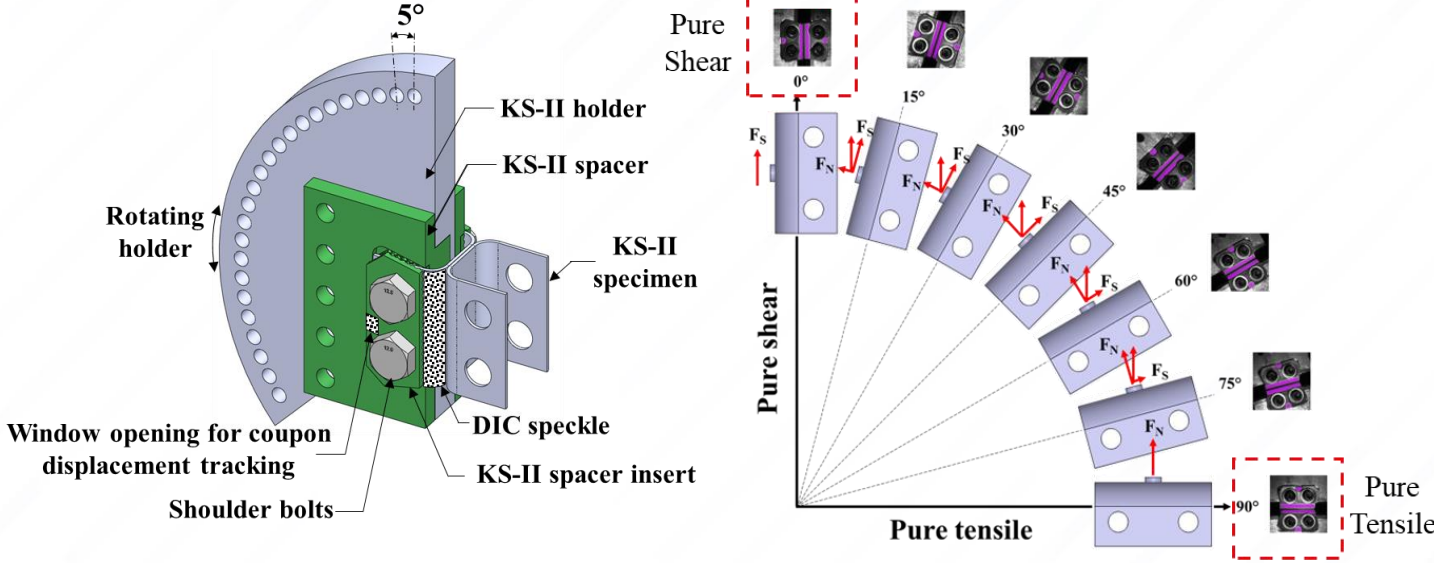 5°
KS-II holder
KS-II spacer
Rotating
holder
KS-II
specimen
DIC speckle
Window opening for coupon
displacement tracking
KS-II spacer insert
Shoulder bolts
Pure
Shear
0°
15°
30°
45°
60°
75°
90°
F_S
F_N
F_S
F_N
F_S
F_N
F_S
F_N
F_S
F_N
F_S
F_N
Pure shear
Pure tensile
Pure
Tensile